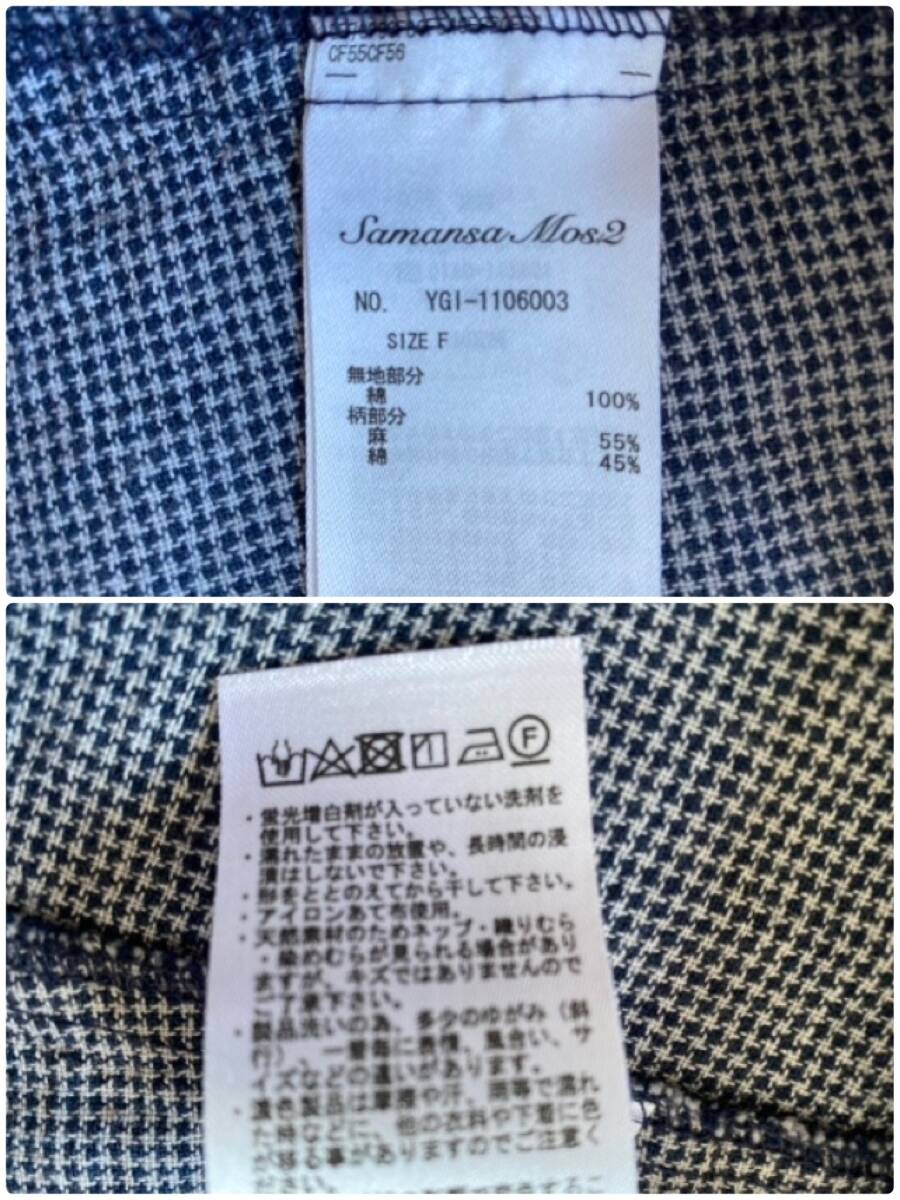 CF55CF56
Samansa Mos2
NO. YGI-1106003
SIZE F
無地部分
綿 100%
柄部分
麻 55%
綿 45%
F
・蛍光増白剤が入っていない洗剤を
使用して下さい。
・濡れたままの放置や、長時間の浸
漬はしないで下さい。
・形をととのえてから干して下さい。
・アイロンあて布使用。
・天然素材のためネップ・織りむら
・染めむらが見られる場合があり
ますが、キズではありませんので
ご了承下さい。
・製品洗いの為、多少のゆがみ（斜
行）、一着毎に表情、風合い、サ
イズなどの違いがあります。
・濃色製品は摩擦や汗、雨等で濡れ
た時などに、他の衣料や下着に色
が移る事がありますのでご注意く
ださい。